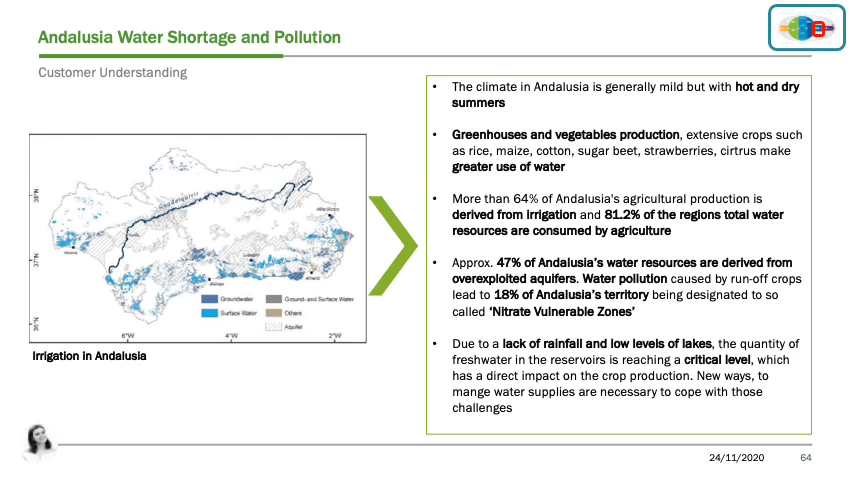 Andalusia Water Shortage and Pollution
Customer Understanding
38°N
37°N
36°N
Guadalquivir
Groundwater
Ground- and Surface Water
Surface Water
Others
Aquifer
6°W
4°W
2°W
Irrigation in Andalusia
• The climate in Andalusia is generally mild but with hot and dry
summers
• Greenhouses and vegetables production, extensive crops such
as rice, maize, cotton, sugar beet, strawberries, cirtrus make
greater use of water
• More than 64% of Andalusia's agricultural production is
derived from irrigation and 81.2% of the regions total water
resources are consumed by agriculture
• Approx. 47% of Andalusia's water resources are derived from
overexploited aquifers. Water pollution caused by run-off crops
lead to 18% of Andalusia's territory being designated to so
called ‘Nitrate Vulnerable Zones’
• Due to a lack of rainfall and low levels of lakes, the quantity of
freshwater in the reservoirs is reaching a critical level, which
has a direct impact on the crop production. New ways, to
mange water supplies are necessary to cope with those
challenges
24/11/2020
64